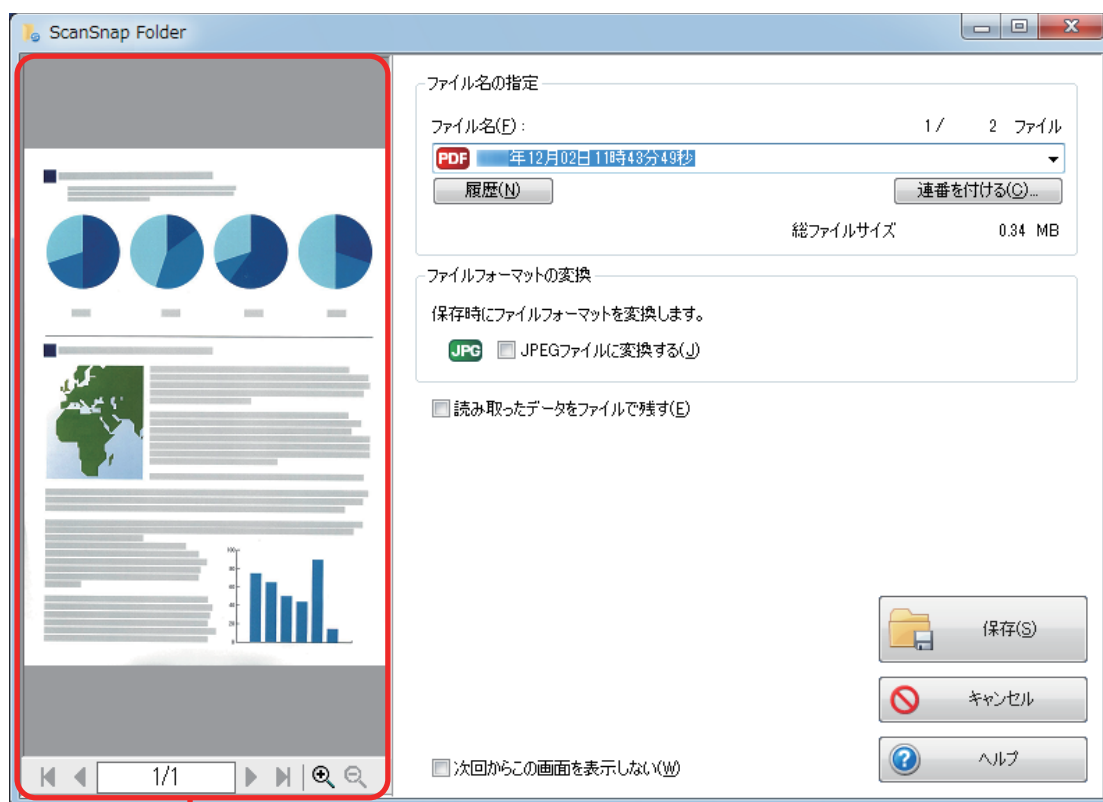 ScanSnap Folder
ファイル名の指定
ファイル名(F):
1/ 2 ファイル
PDF 年12月02日11時43分49秒
履歴(N)
連番を付ける(C)...
総ファイルサイズ 0.34 MB
ファイルフォーマットの変換
保存時にファイルフォーマットを変換します。
JPG JPEGファイルに変換する(J)
読み取ったデータをファイルで残す(E)
保存(S)
キャンセル
ヘルプ
次回からこの画面を表示しない(W)
1/1